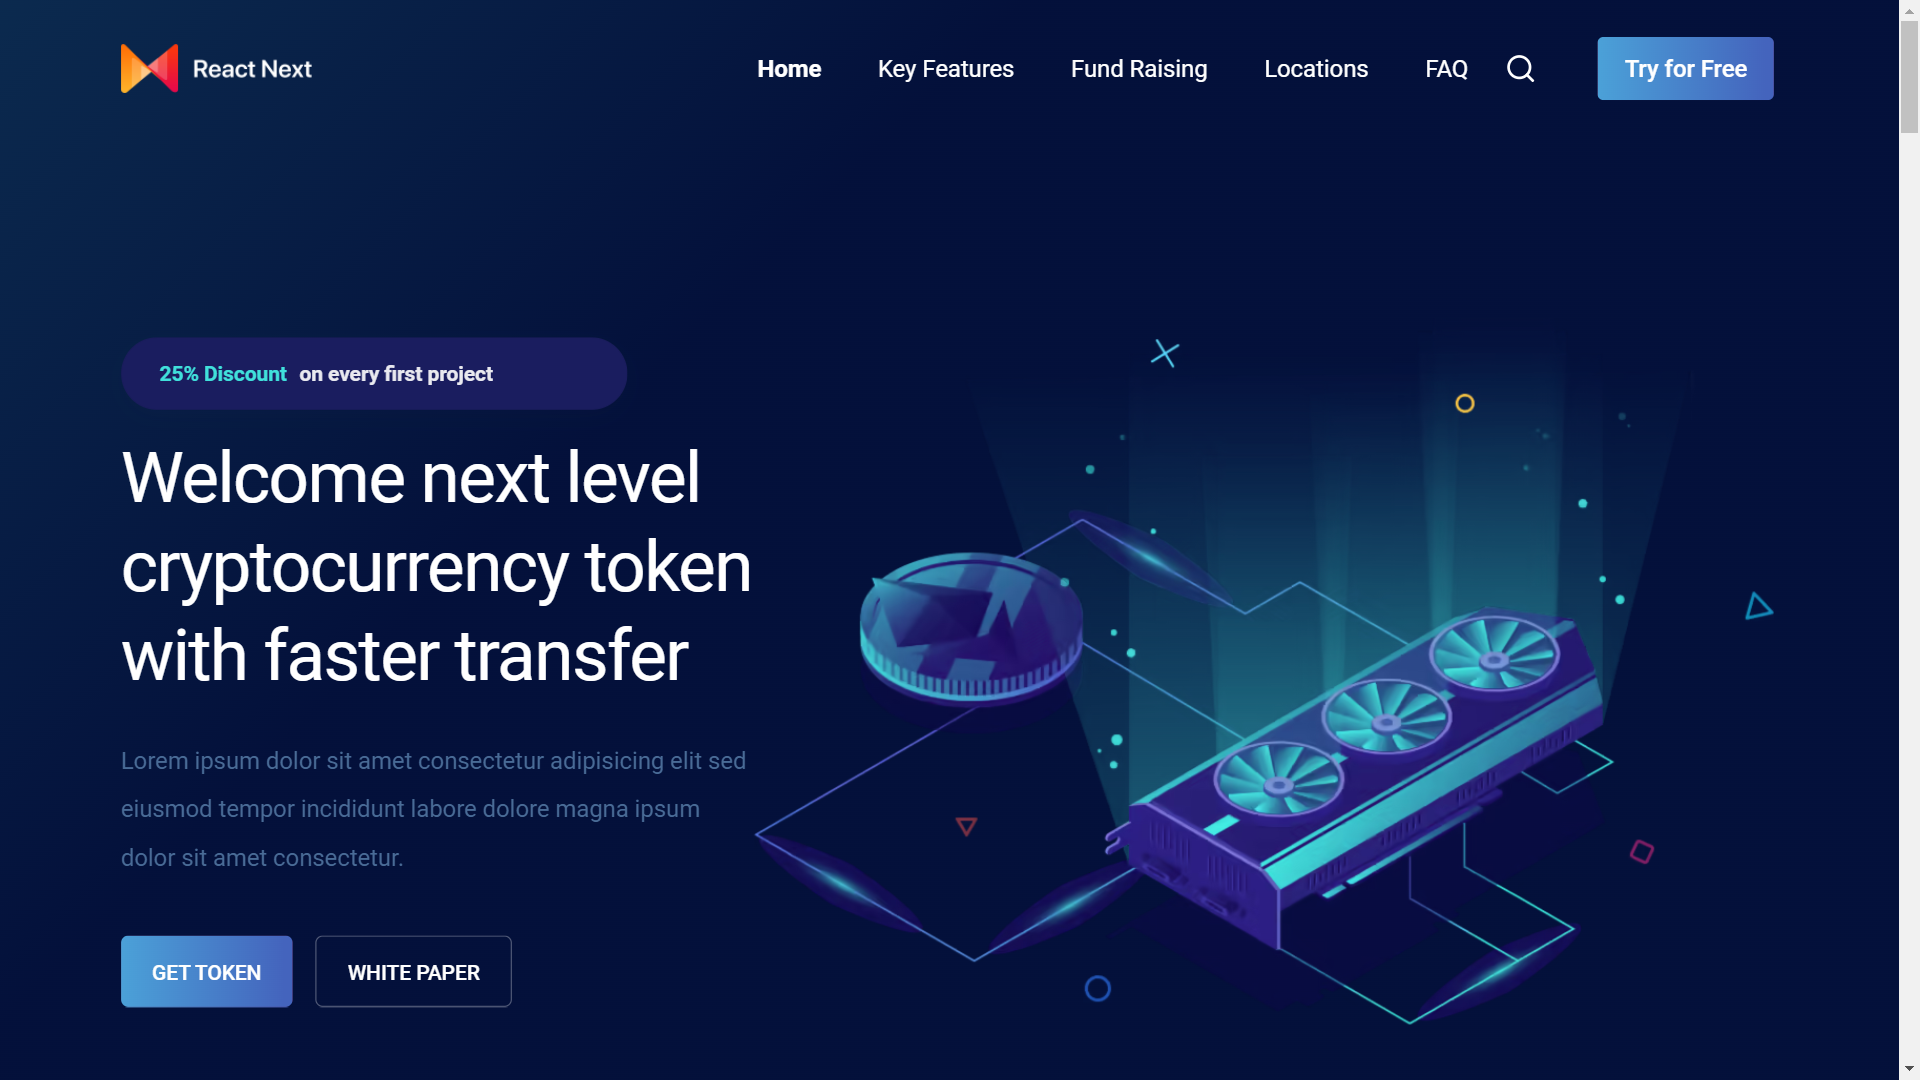 React Next
Home
Key Features
Fund Raising
Locations
FAQ
Try for Free
25% Discount on every first project
Welcome next level
cryptocurrency token
with faster transfer
Lorem ipsum dolor sit amet consectetur adipisicing elit sed
eiusmod tempor incididunt labore dolore magna ipsum
dolor sit amet consectetur.
GET TOKEN
WHITE PAPER